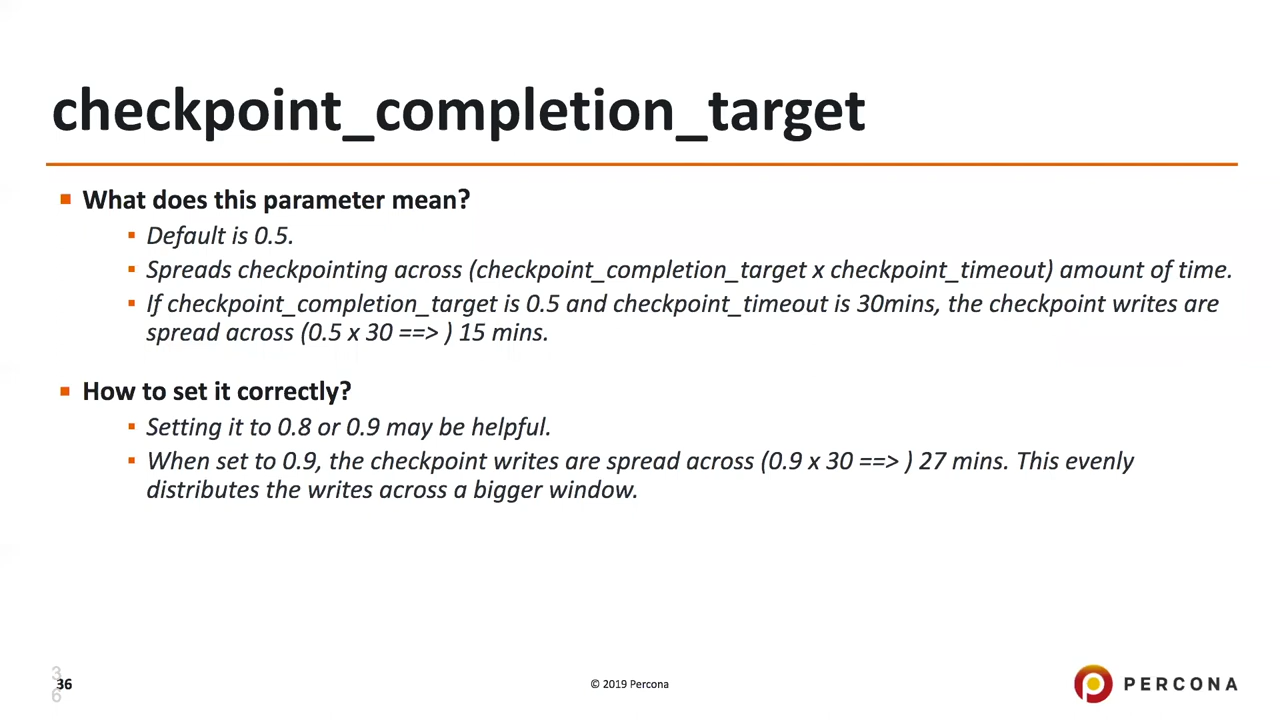 checkpoint_completion_target
What does this parameter mean?
Default is 0.5.
Spreads checkpointing across (checkpoint_completion_target x checkpoint_timeout) amount of time.
If checkpoint_completion_target is 0.5 and checkpoint_timeout is 30mins, the checkpoint writes are
spread across (0.5 x 30 ==> ) 15 mins.
How to set it correctly?
Setting it to 0.8 or 0.9 may be helpful.
When set to 0.9, the checkpoint writes are spread across (0.9 x 30 ==> ) 27 mins. This evenly
distributes the writes across a bigger window.
3
36
6
© 2019 Percona
PERCONA